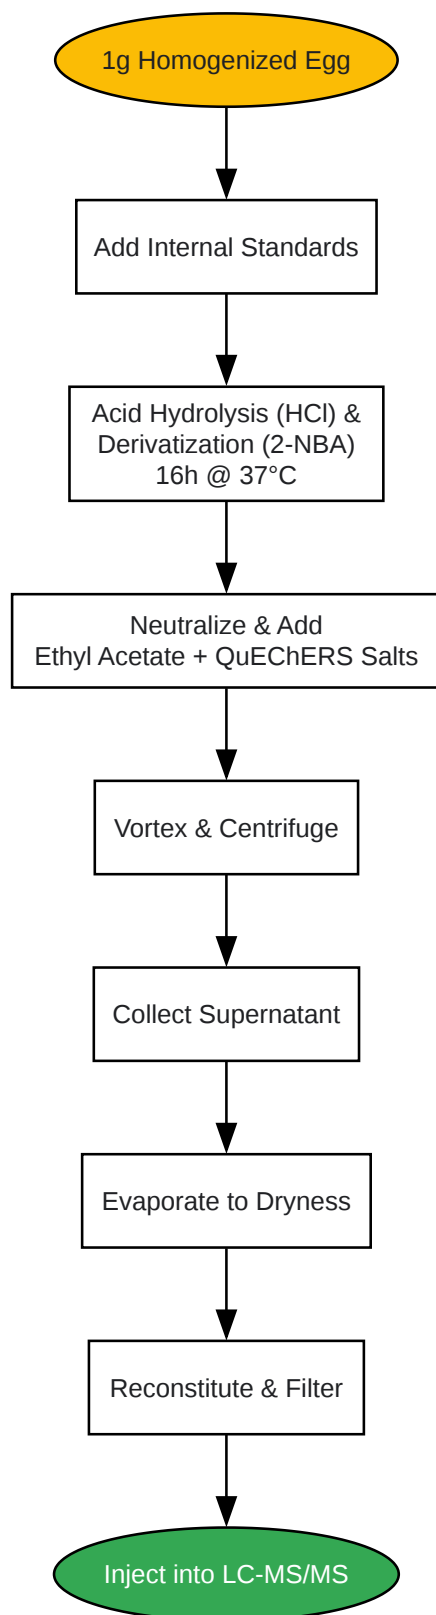 1g Homogenized Egg
Add Internal Standards
Acid Hydrolysis (HCl) &
Derivatization (2-NBA)
16h @ 37°C
Neutralize & Add
Ethyl Acetate + QuEChERS Salts
Vortex & Centrifuge
Collect Supernatant
Evaporate to Dryness
Reconstitute & Filter
Inject into LC-MS/MS